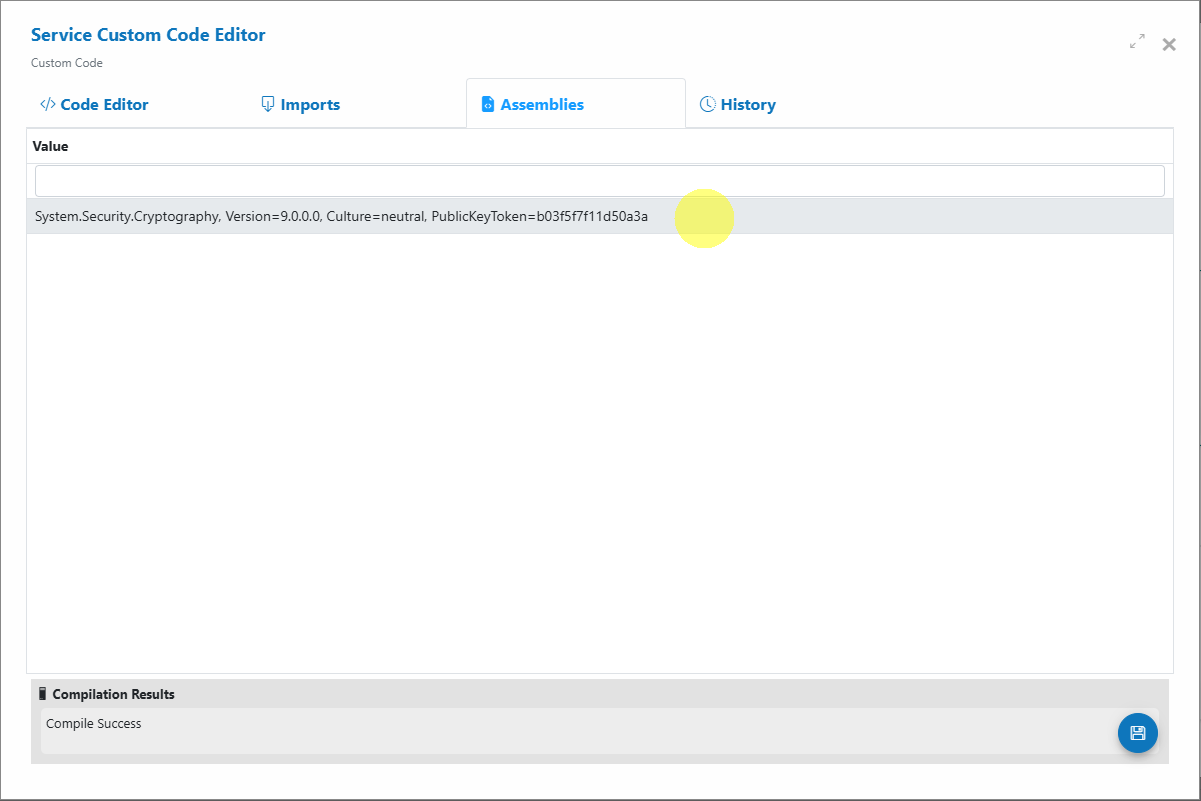 Service Custom Code Editor
Custom Code
</> Code Editor
Imports
Assemblies
History
Value
System.Security.Cryptography, Version=9.0.0.0, Culture=neutral, PublicKeyToken=b03f5f7f11d50a3a
Compilation Results
Compile Success